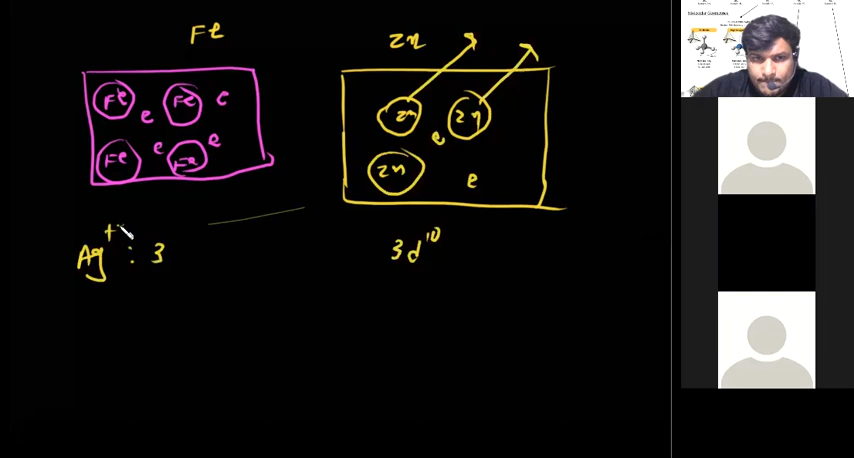 Fe
Zn
Fe Fe e
e
e e
Fe Fe
Zn Zn
e
Zn
e
Ag+ : 3
3d10